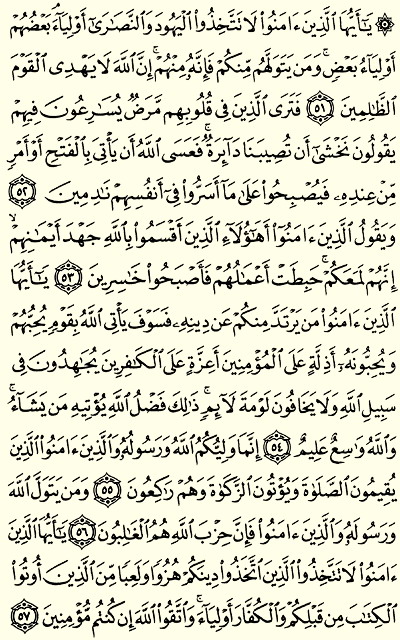 ۞ يَٰٓأَيُّهَا ٱلَّذِينَ ءَامَنُوا۟ لَا تَتَّخِذُوا۟ ٱلْيَهُودَ وَٱلنَّصَٰرَىٰٓ أَوْلِيَآءَۘ بَعْضُهُمْ
أَوْلِيَآءُ بَعْضٍۚ وَمَن يَتَوَلَّهُم مِّنكُمْ فَإِنَّهُۥ مِنْهُمْۗ إِنَّ ٱللَّهَ لَا يَهْدِى ٱلْقَوْمَ
ٱلظَّٰلِمِينَ ٥١ فَتَرَى ٱلَّذِينَ فِى قُلُوبِهِم مَّرَضٌ يُسَٰرِعُونَ فِيهِمْ
يَقُولُونَ نَخْشَىٰٓ أَن تُصِيبَنَا دَآئِرَةٌۚ فَعَسَى ٱللَّهُ أَن يَأْتِىَ بِٱلْفَتْحِ أَوْ أَمْرٍ
مِّنْ عِندِهِۦ فَيُصْبِحُوا۟ عَلَىٰ مَآ أَسَرُّوا۟ فِىٓ أَنفُسِهِمْ نَٰدِمِينَ ٥٢
وَيَقُولُ ٱلَّذِينَ ءَامَنُوٓا۟ أَهَٰٓؤُلَآءِ ٱلَّذِينَ أَقْسَمُوا۟ بِٱللَّهِ جَهْدَ أَيْمَٰنِهِمْۙ
إِنَّهُمْ لَمَعَكُمْۚ حَبِطَتْ أَعْمَٰلُهُمْ فَأَصْبَحُوا۟ خَٰسِرِينَ ٥٣ يَٰٓأَيُّهَا
ٱلَّذِينَ ءَامَنُوا۟ مَن يَرْتَدَّ مِنكُمْ عَن دِينِهِۦ فَسَوْفَ يَأْتِى ٱللَّهُ بِقَوْمٍ يُحِبُّهُمْ
وَيُحِبُّونَهُۥٓ أَذِلَّةٍ عَلَى ٱلْمُؤْمِنِينَ أَعِزَّةٍ عَلَى ٱلْكَٰفِرِينَ يُجَٰهِدُونَ فِى
سَبِيلِ ٱللَّهِ وَلَا يَخَافُونَ لَوْمَةَ لَآئِمٍۚ ذَٰلِكَ فَضْلُ ٱللَّهِ يُؤْتِيهِ مَن يَشَآءُۚ
وَٱللَّهُ وَٰسِعٌ عَلِيمٌ ٥٤ إِنَّمَا وَلِيُّكُمُ ٱللَّهُ وَرَسُولُهُۥ وَٱلَّذِينَ ءَامَنُوا۟ ٱلَّذِينَ
يُقِيمُونَ ٱلصَّلَوٰةَ وَيُؤْتُونَ ٱلزَّكَوٰةَ وَهُمْ رَٰكِعُونَ ٥٥ وَمَن يَتَوَلَّ ٱللَّهَ
وَرَسُولَهُۥ وَٱلَّذِينَ ءَامَنُوا۟ فَإِنَّ حِزْبَ ٱللَّهِ هُمُ ٱلْغَٰلِبُونَ ٥٦ يَٰٓأَيُّهَا ٱلَّذِينَ
ءَامَنُوا۟ لَا تَتَّخِذُوا۟ ٱلَّذِينَ ٱتَّخَذُوا۟ دِينَكُمْ هُزُوًا وَلَعِبًا مِّنَ ٱلَّذِينَ أُوتُوا۟
ٱلْكِتَٰبَ مِن قَبْلِكُمْ وَٱلْكُفَّارَ أَوْلِيَآءَۚ وَٱتَّقُوا۟ ٱللَّهَ إِن كُنتُم مُّؤْمِنِينَ ٥٧